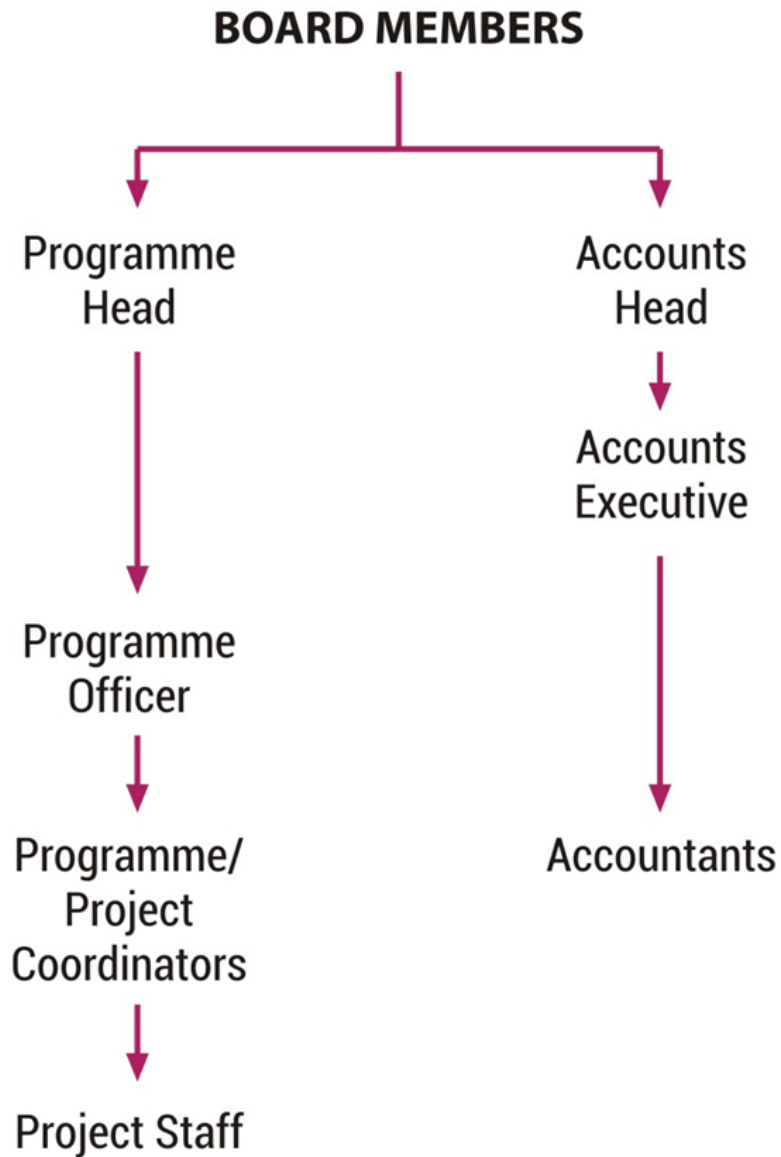 BOARD MEMBERS
Programme
Head
Accounts
Head
Accounts
Executive
Programme
Officer
Programme/
Project
Coordinators
Accountants
Project Staff